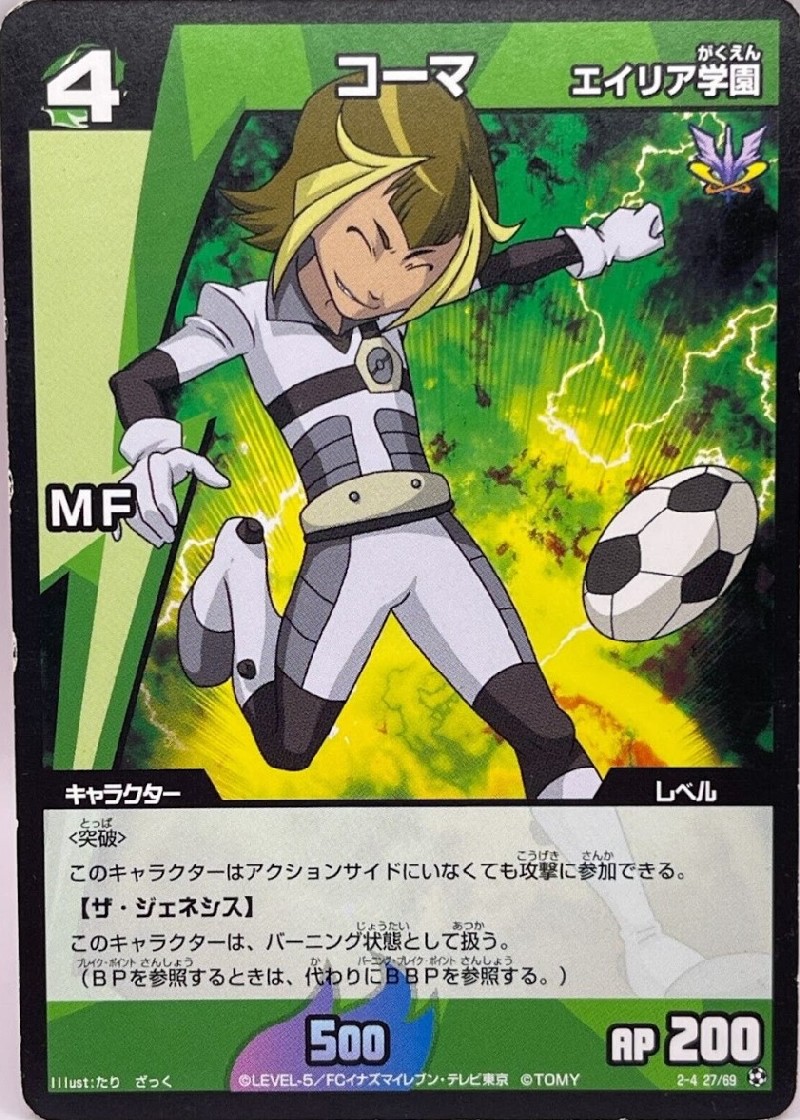 4
コーマ
がくえん
エイリア学園
MF
キャラクター
レベル
とっぱ
<突破>
こうげき さんか
このキャラクターはアクションサイドにいなくても攻撃に参加できる。
【ザ・ジェネシス】
じょうたい あつか
このキャラクターは、バーニング状態として扱う。
ブレイク・ポイント さんしょう か バーニング・ブレイク・ポイント さんしょう
(BPを参照するときは、代わりにBBPを参照する。)
500
AP 200
Illust:たり ざっく
©LEVEL-5/FCイナズマイレブン・テレビ東京 ©TOMY
2-4 27/69